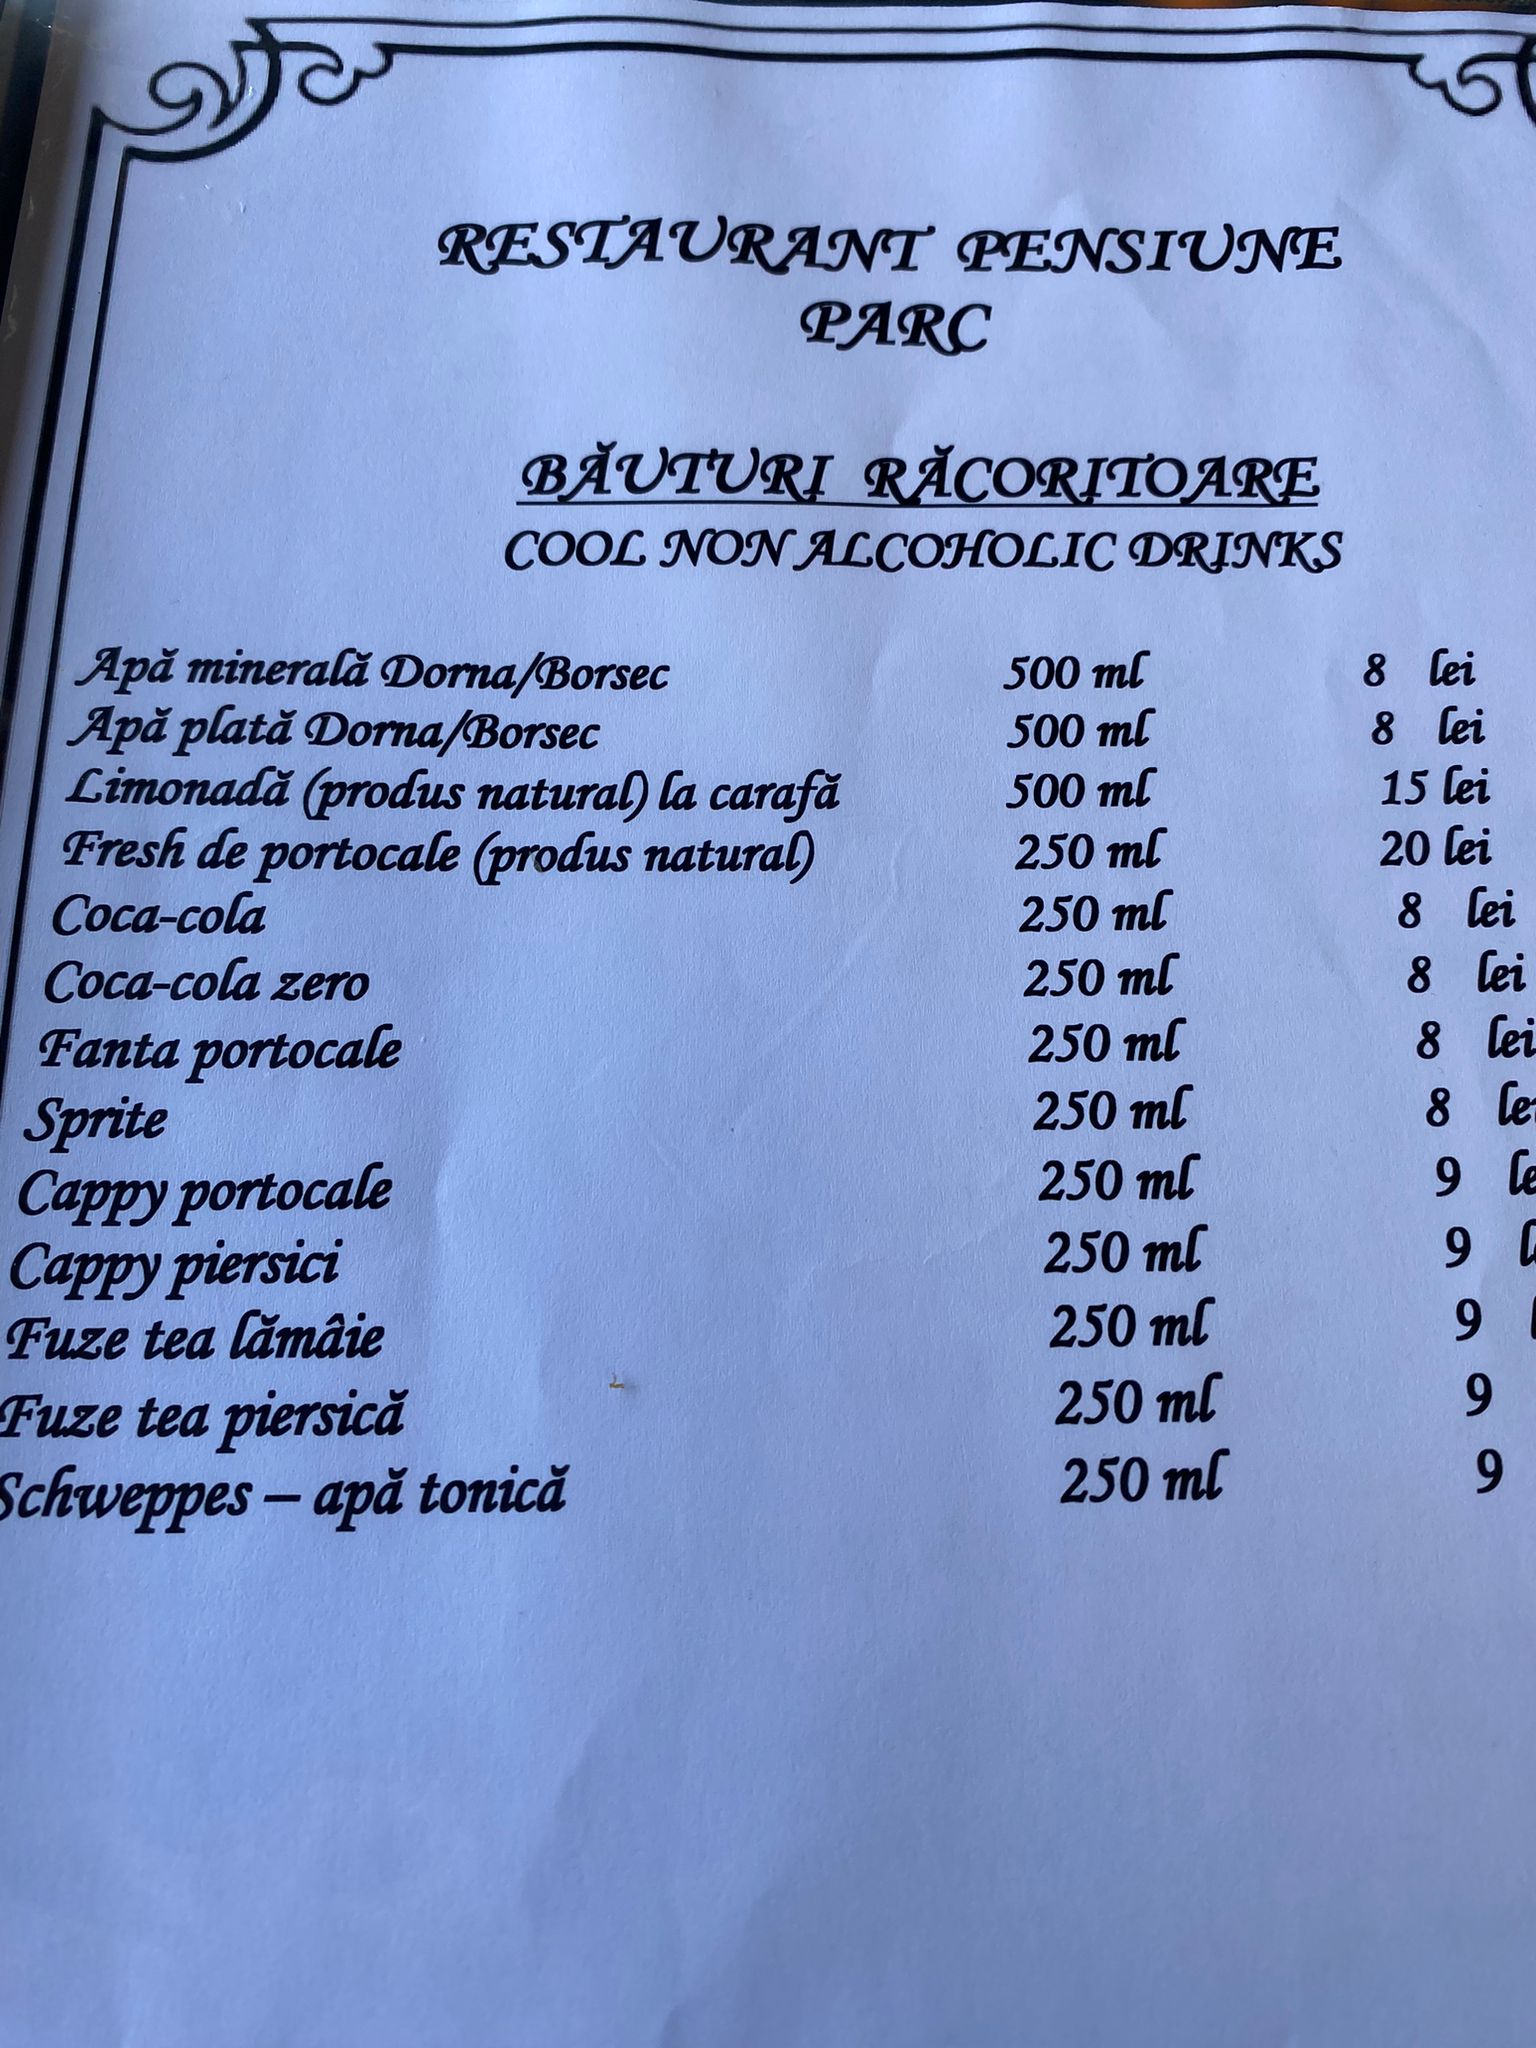 RESTAURANT PENSIUNE
PARC
BĂUTURI RĂCORITOARE
COOL NON ALCOHOLIC DRINKS
Apă minerală Dorna/Borsec 500 ml 8 lei
Apă plată Dorna/Borsec 500 ml 8 lei
Limonadă (produs natural) la carafă 500 ml 15 lei
Fresh de portocale (produs natural) 250 ml 20 lei
Coca-cola 250 ml 8 lei
Coca-cola zero 250 ml 8 lei
Fanta portocale 250 ml 8 lei
Sprite 250 ml 8 lei
Cappy portocale 250 ml 9 le
Cappy piersici 250 ml 9 l
Fuze tea lămâie 250 ml 9
Fuze tea piersică 250 ml 9
Schweppes – apă tonică 250 ml 9